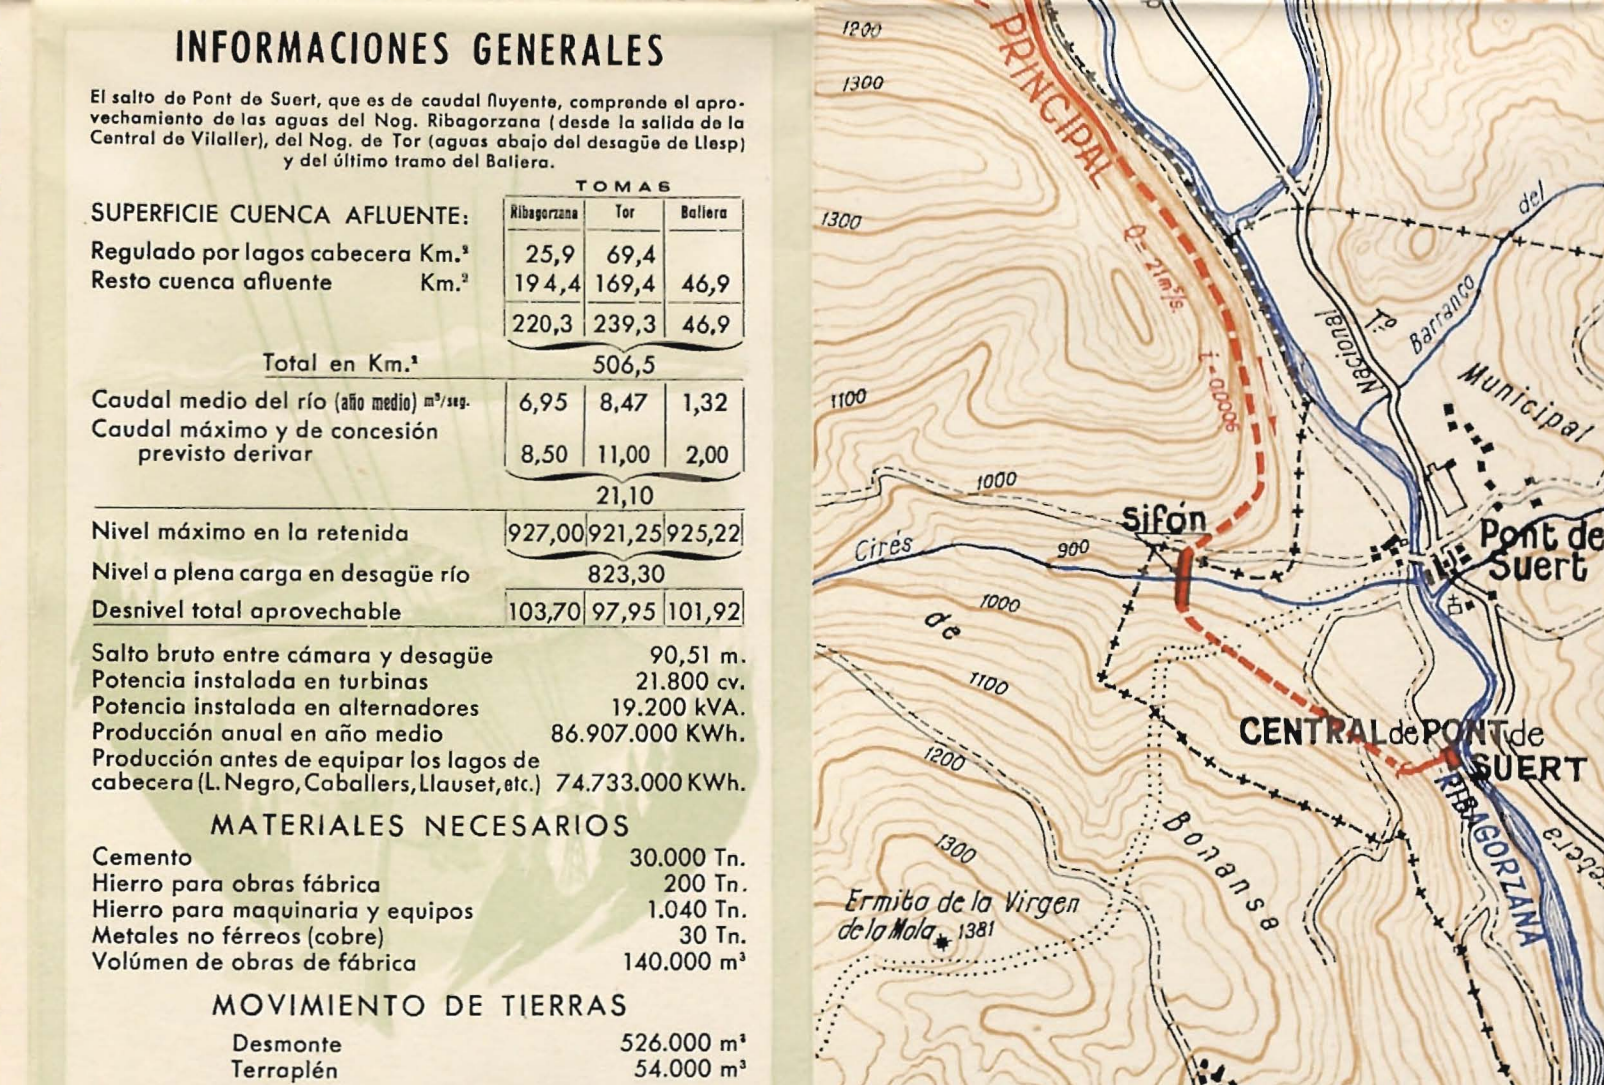 INFORMACIONES GENERALES
El salto de Pont de Suert, que es de caudal fluyente, comprende el apro-
vechamiento de las aguas del Nog. Ribagorzana (desde la salida de la
Central de Vilaller), del Nog. de Tor (aguas abajo del desagüe de Llesp)
y del último tramo del Baliera.
TOMAS
SUPERFICIE CUENCA AFLUENTE: Ribagorzana Tor Baliera
Regulado por lagos cabecera Km.² 25,9 69,4
Resto cuenca afluente Km.² 194,4 169,4 46,9
220,3 239,3 46,9
Total en Km.² 506,5
Caudal medio del río (año medio) m³/seg. 6,95 8,47 1,32
Caudal máximo y de concesión
previsto derivar 8,50 11,00 2,00
21,10
Nivel máximo en la retenida 927,00 921,25 925,22
Nivel a plena carga en desagüe río 823,30
Desnivel total aprovechable 103,70 97,95 101,92
Salto bruto entre cámara y desagüe 90,51 m.
Potencia instalada en turbinas 21.800 cv.
Potencia instalada en alternadores 19.200 kVA.
Producción anual en año medio 86.907.000 KWh.
Producción antes de equipar los lagos de
cabecera (L. Negro, Caballers, Llauset, etc.) 74.733.000 KWh.
MATERIALES NECESARIOS
Cemento 30.000 Tn.
Hierro para obras fábrica 200 Tn.
Hierro para maquinaria y equipos 1.040 Tn.
Metales no férreos (cobre) 30 Tn.
Volúmen de obras de fábrica 140.000 m³
MOVIMIENTO DE TIERRAS
Desmonte 526.000 m³
Terraplén 54.000 m³
1200
1300
PRINCIPAL
1300
Q= 21m³/s.
i=0,0006
del
Barranco
Tº
Nacional
Municipal
1100
1000
Sifón
Cirés
900
Pont de
Suert
1000
de
1100
CENTRAL de PONT de
SUERT
1200
RIBAGORZANA
Bonansa
1300
Ermita de la Virgen
de la Mola 1381